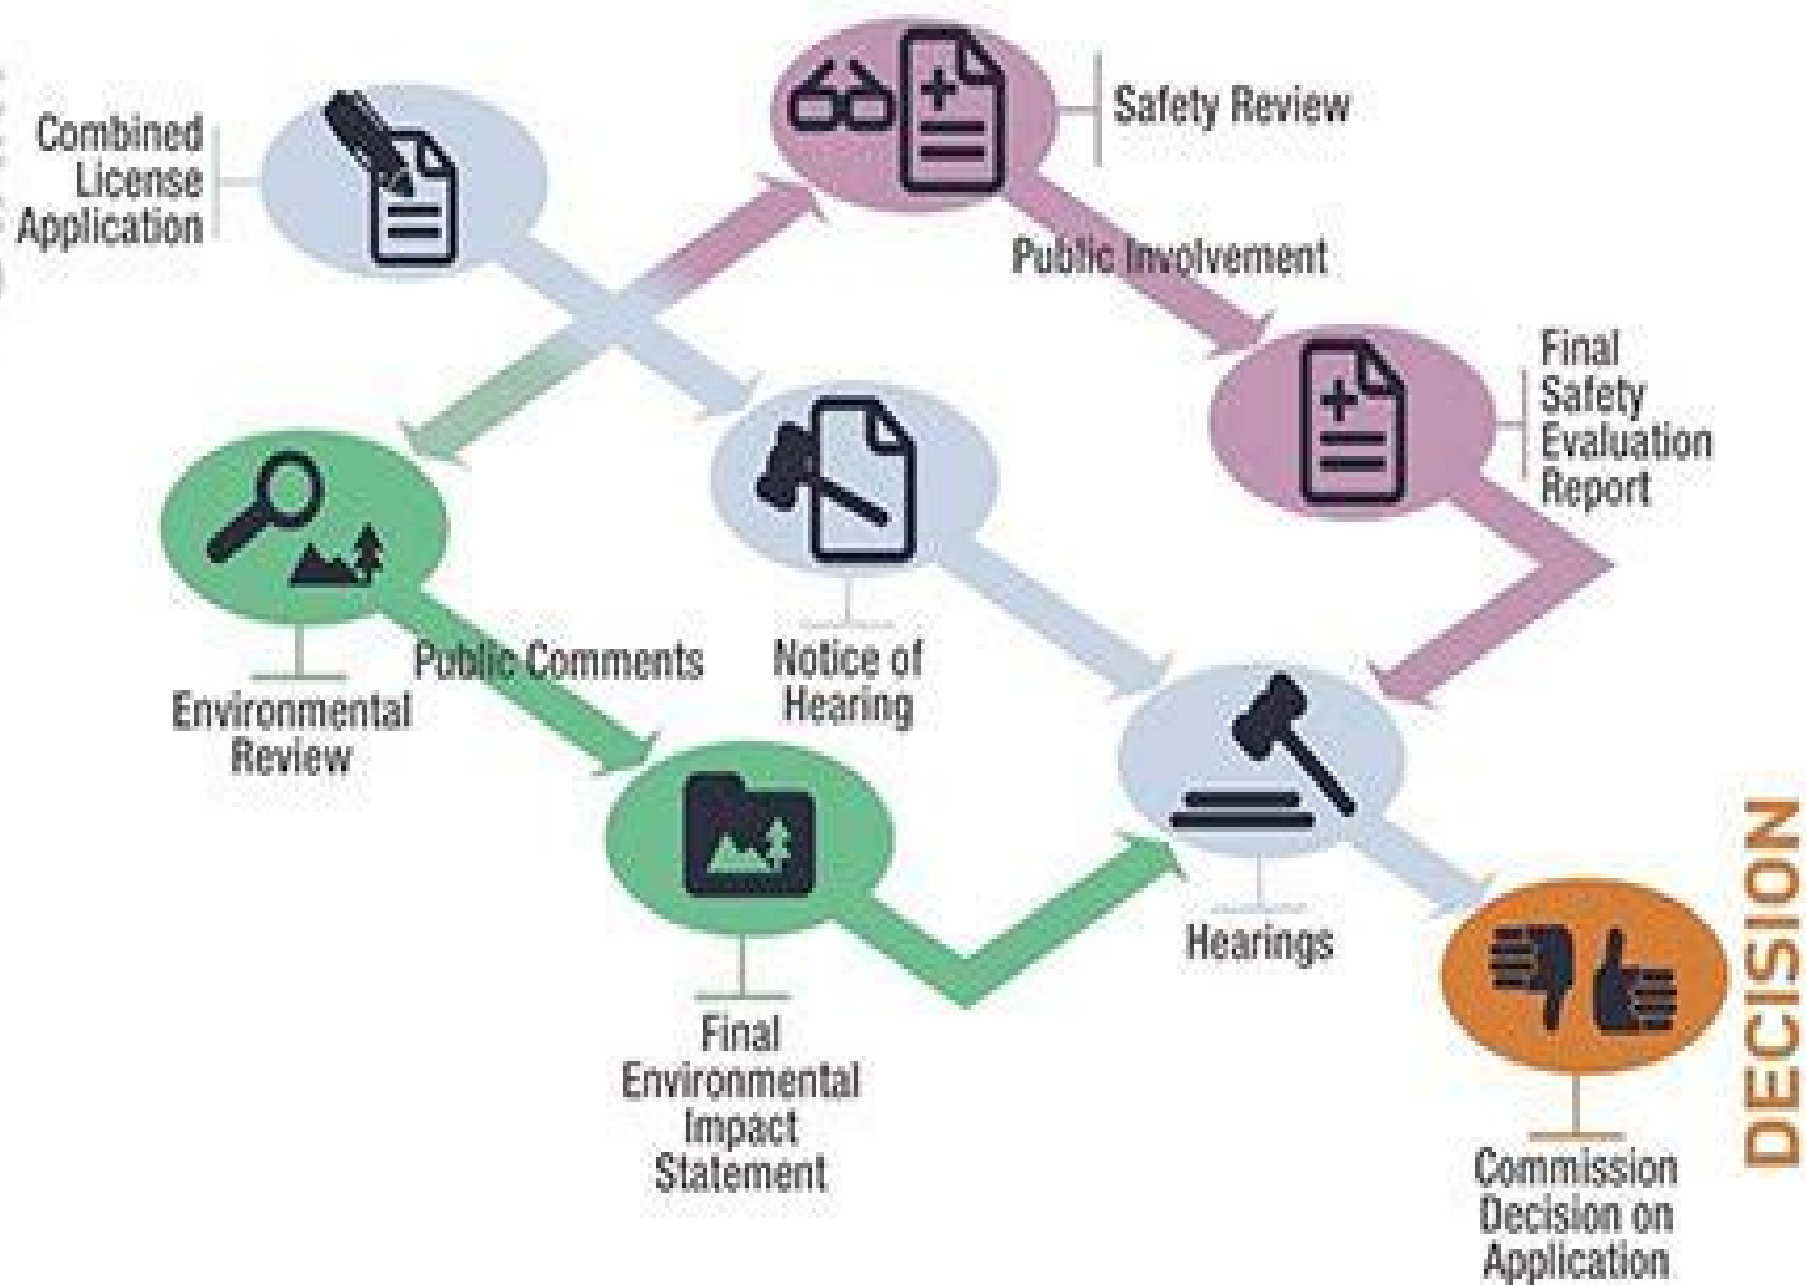 Combined
License
Application
Safety Review
Public Involvement
Final
Safety
Evaluation
Report
Public Comments
Environmental
Review
Notice of
Hearing
Hearings
Final
Environmental
Impact
Statement
DECISION
Commission
Decision on
Application